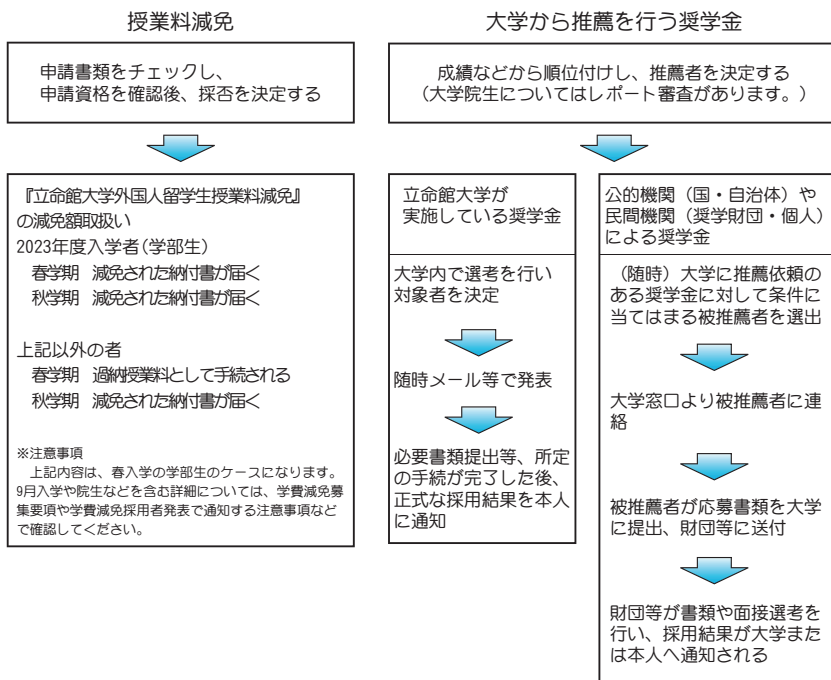 授業料減免
申請書類をチェックし、
申請資格を確認後、採否を決定する
『立命館大学外国人留学生授業料減免』
の減免額取扱い
2023年度入学者(学部生)
春学期　減免された納付書が届く
秋学期　減免された納付書が届く
上記以外の者
春学期　過納授業料として手続される
秋学期　減免された納付書が届く
※注意事項
上記内容は、春入学の学部生のケースになります。
9月入学や院生などを含む詳細については、学費減免募
集要項や学費減免採用者発表で通知する注意事項など
で確認してください。
大学から推薦を行う奨学金
成績などから順位付けし、推薦者を決定する
（大学院生についてはレポート審査があります。）
立命館大学が
実施している奨学金
大学内で選考を行い
対象者を決定
随時メール等で発表
必要書類提出等、所定
の手続が完了した後、
正式な採用結果を本人
に通知
公的機関（国・自治体）や
民間機関（奨学財団・個人）
による奨学金
（随時）大学に推薦依頼の
ある奨学金に対して条件に
当てはまる被推薦者を選出
大学窓口より被推薦者に連
絡
被推薦者が応募書類を大学
に提出、財団等に送付
財団等が書類や面接選考を
行い、採用結果が大学また
は本人へ通知される